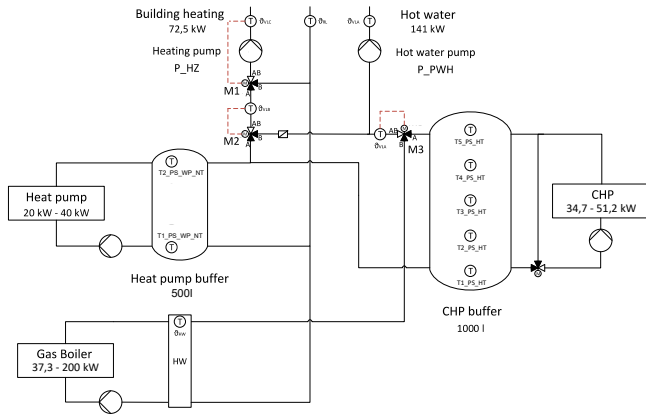 Building heating
72,5 kW
Hot water
141 kW
T
ϑVLZ
T
ϑRL
T
ϑVLA
Heating pump
P_HZ
Hot water pump
P_PWH
M1
AB
B
A
T
ϑVLB
M2
AB
B
A
T
ϑVLA
AB
A
B
M3
T
T5_PS_HT
T
T4_PS_HT
T
T3_PS_HT
T
T2_PS_HT
T
T1_PS_HT
CHP
34,7 - 51,2 kW
Heat pump
20 kW - 40 kW
T
T2_PS_WP_NT
T1_PS_WP_NT
T
Heat pump buffer
500l
CHP buffer
1000 l
Gas Boiler
37,3 - 200 kW
T
ϑHW
HW